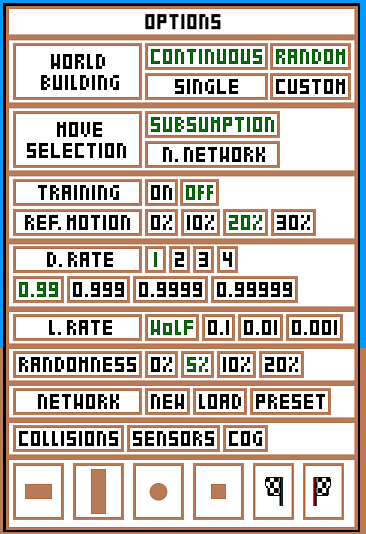 OPTIONS
WORLD BUILDING
CONTINUOUS RANDOM
SINGLE CUSTOM
MOVE SELECTION
SUBSUMPTION
N. NETWORK
TRAINING ON OFF
REF. MOTION 0% 10% 20% 30%
D. RATE 1 2 3 4
0.99 0.999 0.9999 0.99999
L. RATE WoLF 0.1 0.01 0.001
RANDOMNESS 0% 5% 10% 20%
NETWORK NEW LOAD PRESET
COLLISIONS SENSORS COG